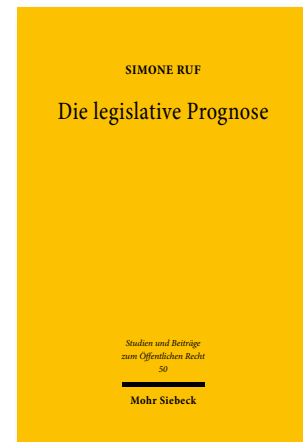 SIMONE RUF
Die legislative Prognose
Studien und Beiträge
zum Öffentlichen Recht
50
Mohr Siebeck